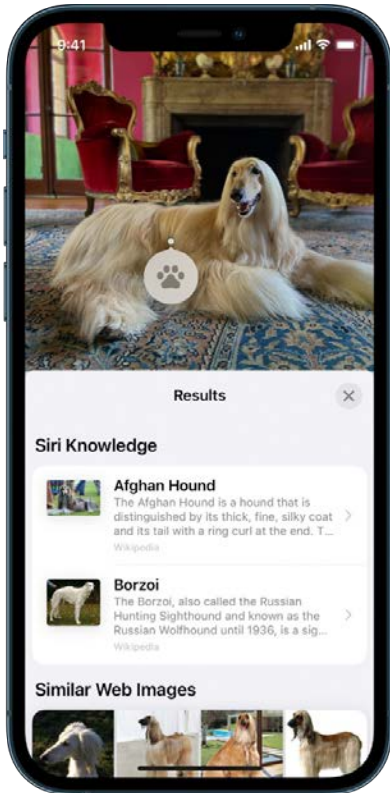 9:41
Results
Siri Knowledge
Afghan Hound
The Afghan Hound is a hound that is
distinguished by its thick, fine, silky coat
and its tail with a ring curl at the end. T...
Wikipedia
Borzoi
The Borzoi, also called the Russian
Hunting Sighthound and known as the
Russian Wolfhound until 1936, is a sig...
Wikipedia
Similar Web Images